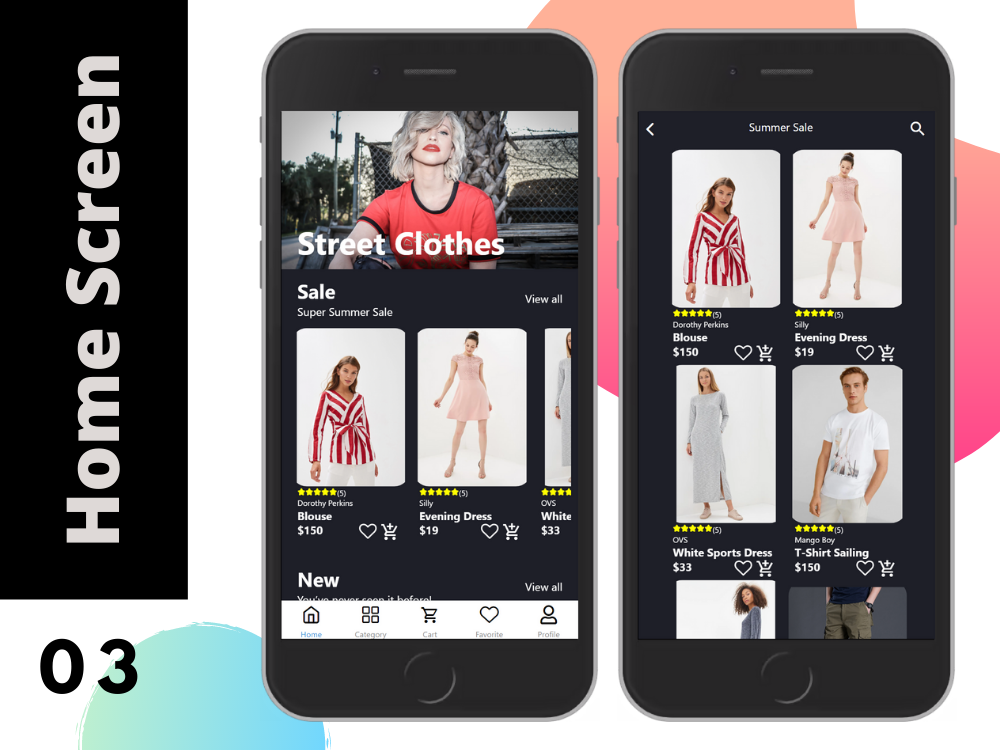 Home Screen
03
Street Clothes
Sale
View all
Super Summer Sale
(5)
Dorothy Perkins
Blouse
$150
(5)
Silly
Evening Dress
$19
(5)
OVS
White
$33
New
View all
You've never seen it before!
Home
Category
Cart
Favorite
Profile
Summer Sale
(5)
Dorothy Perkins
Blouse
$150
(5)
Silly
Evening Dress
$19
(5)
OVS
White Sports Dress
$33
(5)
Mango Boy
T-Shirt Sailing
$150